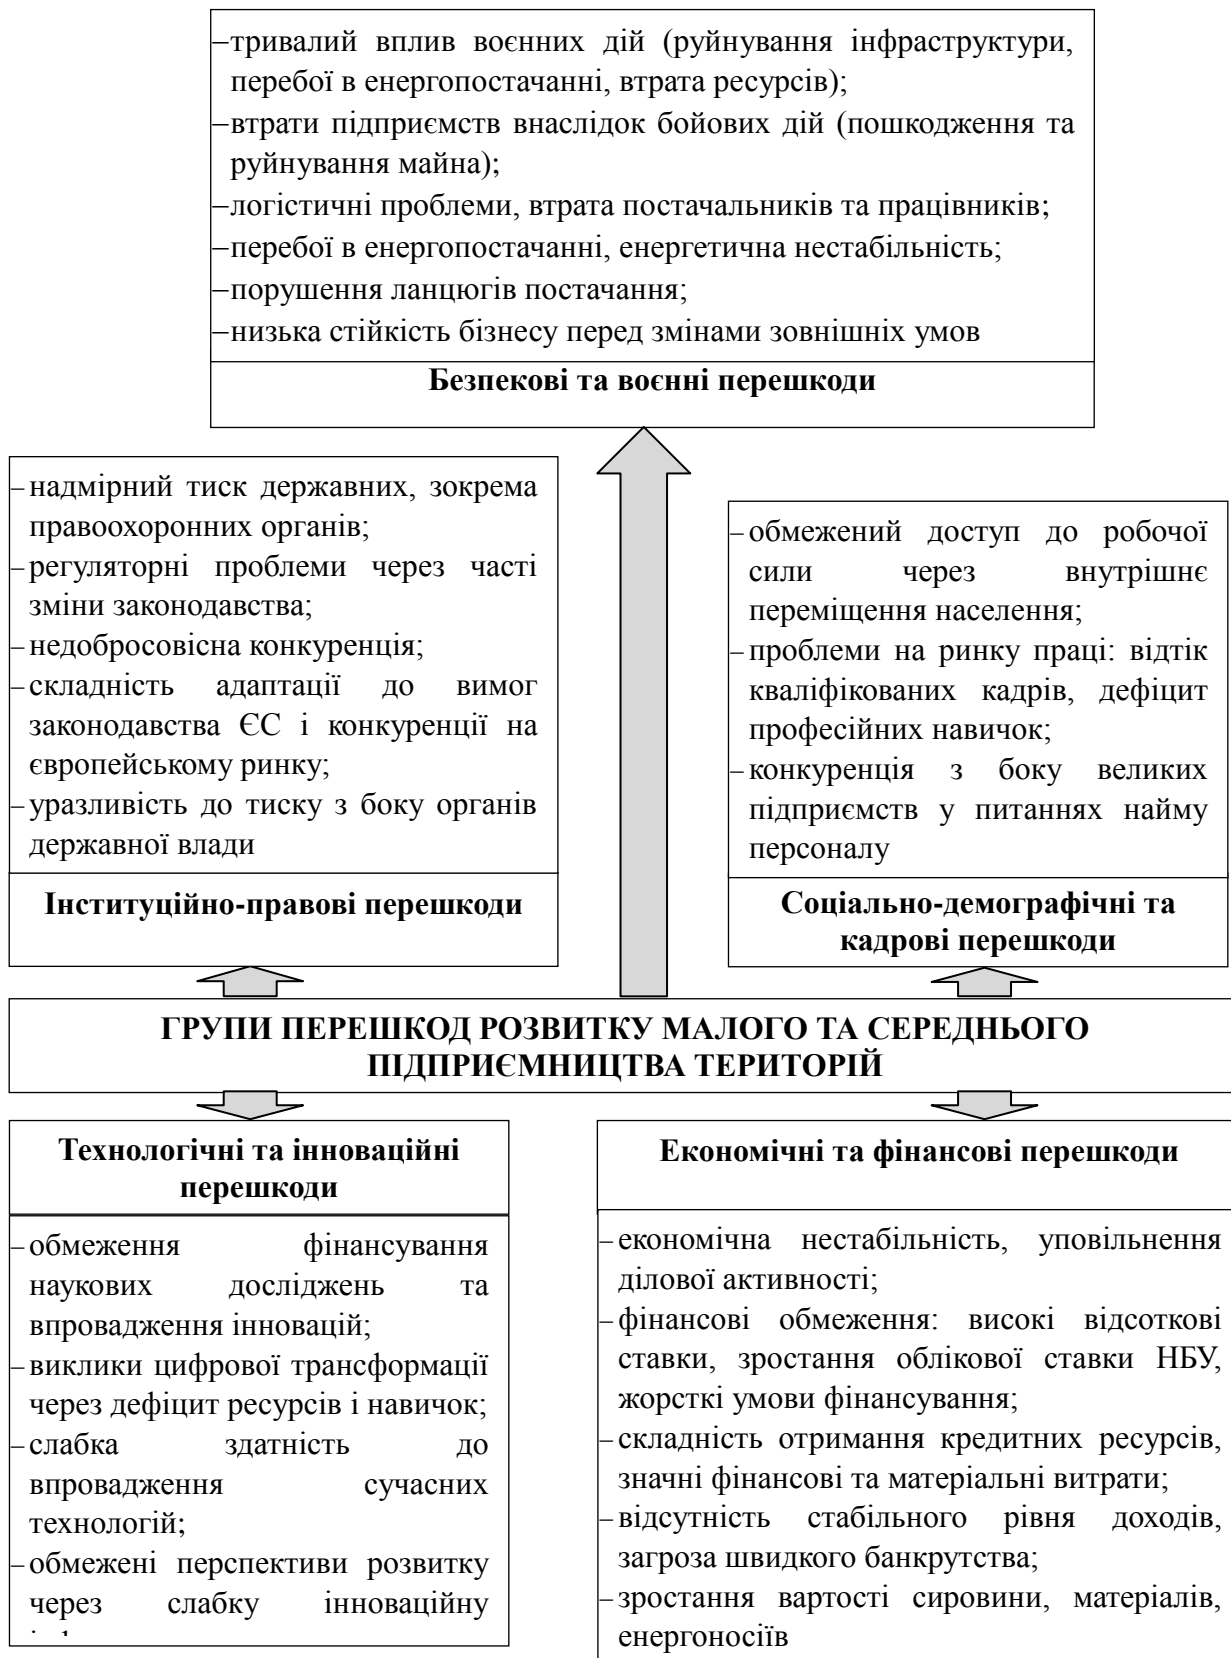 –тривалий вплив воєнних дій (руйнування інфраструктури,
перебої в енергопостачанні, втрата ресурсів);
–втрати підприємств внаслідок бойових дій (пошкодження та
руйнування майна);
–логістичні проблеми, втрата постачальників та працівників;
–перебої в енергопостачанні, енергетична нестабільність;
–порушення ланцюгів постачання;
–низька стійкість бізнесу перед змінами зовнішніх умов
Безпекові та воєнні перешкоди
–надмірний тиск державних, зокрема
правоохоронних органів;
–регуляторні проблеми через часті
зміни законодавства;
–недобросовісна конкуренція;
–складність адаптації до вимог
законодавства ЄС і конкуренції на
європейському ринку;
–уразливість до тиску з боку органів
державної влади
Інституційно-правові перешкоди
–обмежений доступ до робочої
сили через внутрішнє
переміщення населення;
–проблеми на ринку праці: відтік
кваліфікованих кадрів, дефіцит
професійних навичок;
–конкуренція з боку великих
підприємств у питаннях найму
персоналу
Соціально-демографічні та
кадрові перешкоди
ГРУПИ ПЕРЕШКОД РОЗВИТКУ МАЛОГО ТА СЕРЕДНЬОГО
ПІДПРИЄМНИЦТВА ТЕРИТОРІЙ
Технологічні та інноваційні
перешкоди
–обмеження фінансування
наукових досліджень та
впровадження інновацій;
–виклики цифрової трансформації
через дефіцит ресурсів і навичок;
–слабка здатність до
впровадження сучасних
технологій;
–обмежені перспективи розвитку
через слабку інноваційну
Економічні та фінансові перешкоди
–економічна нестабільність, уповільнення
ділової активності;
–фінансові обмеження: високі відсоткові
ставки, зростання облікової ставки НБУ,
жорсткі умови фінансування;
–складність отримання кредитних ресурсів,
значні фінансові та матеріальні витрати;
–відсутність стабільного рівня доходів,
загроза швидкого банкрутства;
–зростання вартості сировини, матеріалів,
енергоносіїв